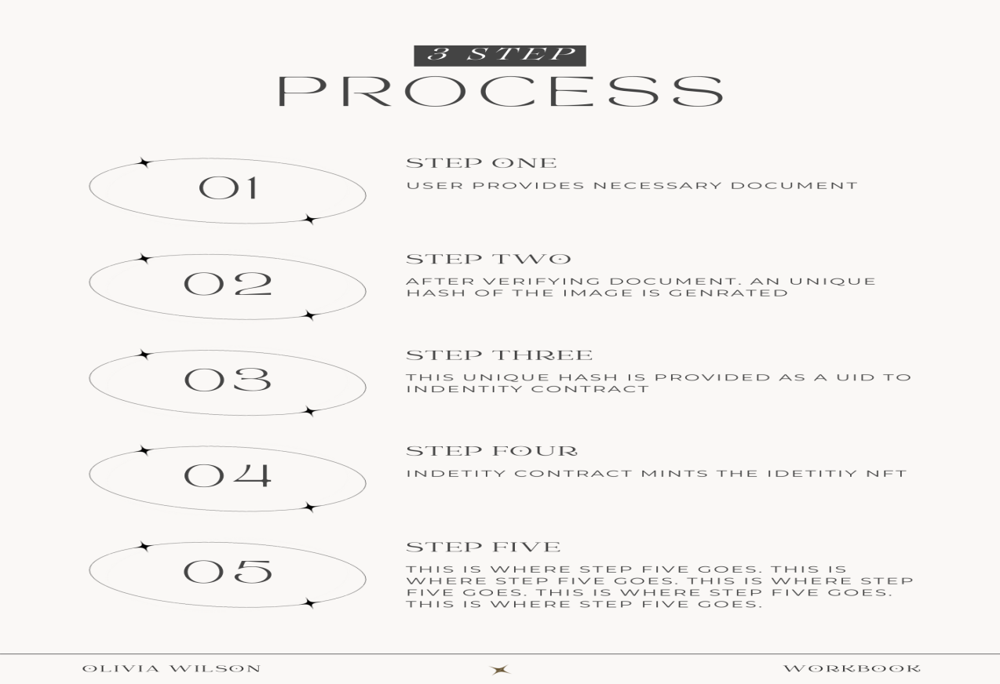 3 STEP
PROCESS
01
STEP ONE
USER PROVIDES NECESSARY DOCUMENT
02
STEP TWO
AFTER VERIFYING DOCUMENT. AN UNIQUE
HASH OF THE IMAGE IS GENRATED
03
STEP THREE
THIS UNIQUE HASH IS PROVIDED AS A UID TO
INDENTITY CONTRACT
04
STEP FOUR
INDETITY CONTRACT MINTS THE IDETITIY NFT
05
STEP FIVE
THIS IS WHERE STEP FIVE GOES. THIS IS
WHERE STEP FIVE GOES. THIS IS WHERE STEP
FIVE GOES. THIS IS WHERE STEP FIVE GOES.
THIS IS WHERE STEP FIVE GOES.
OLIVIA WILSON
WORKBOOK